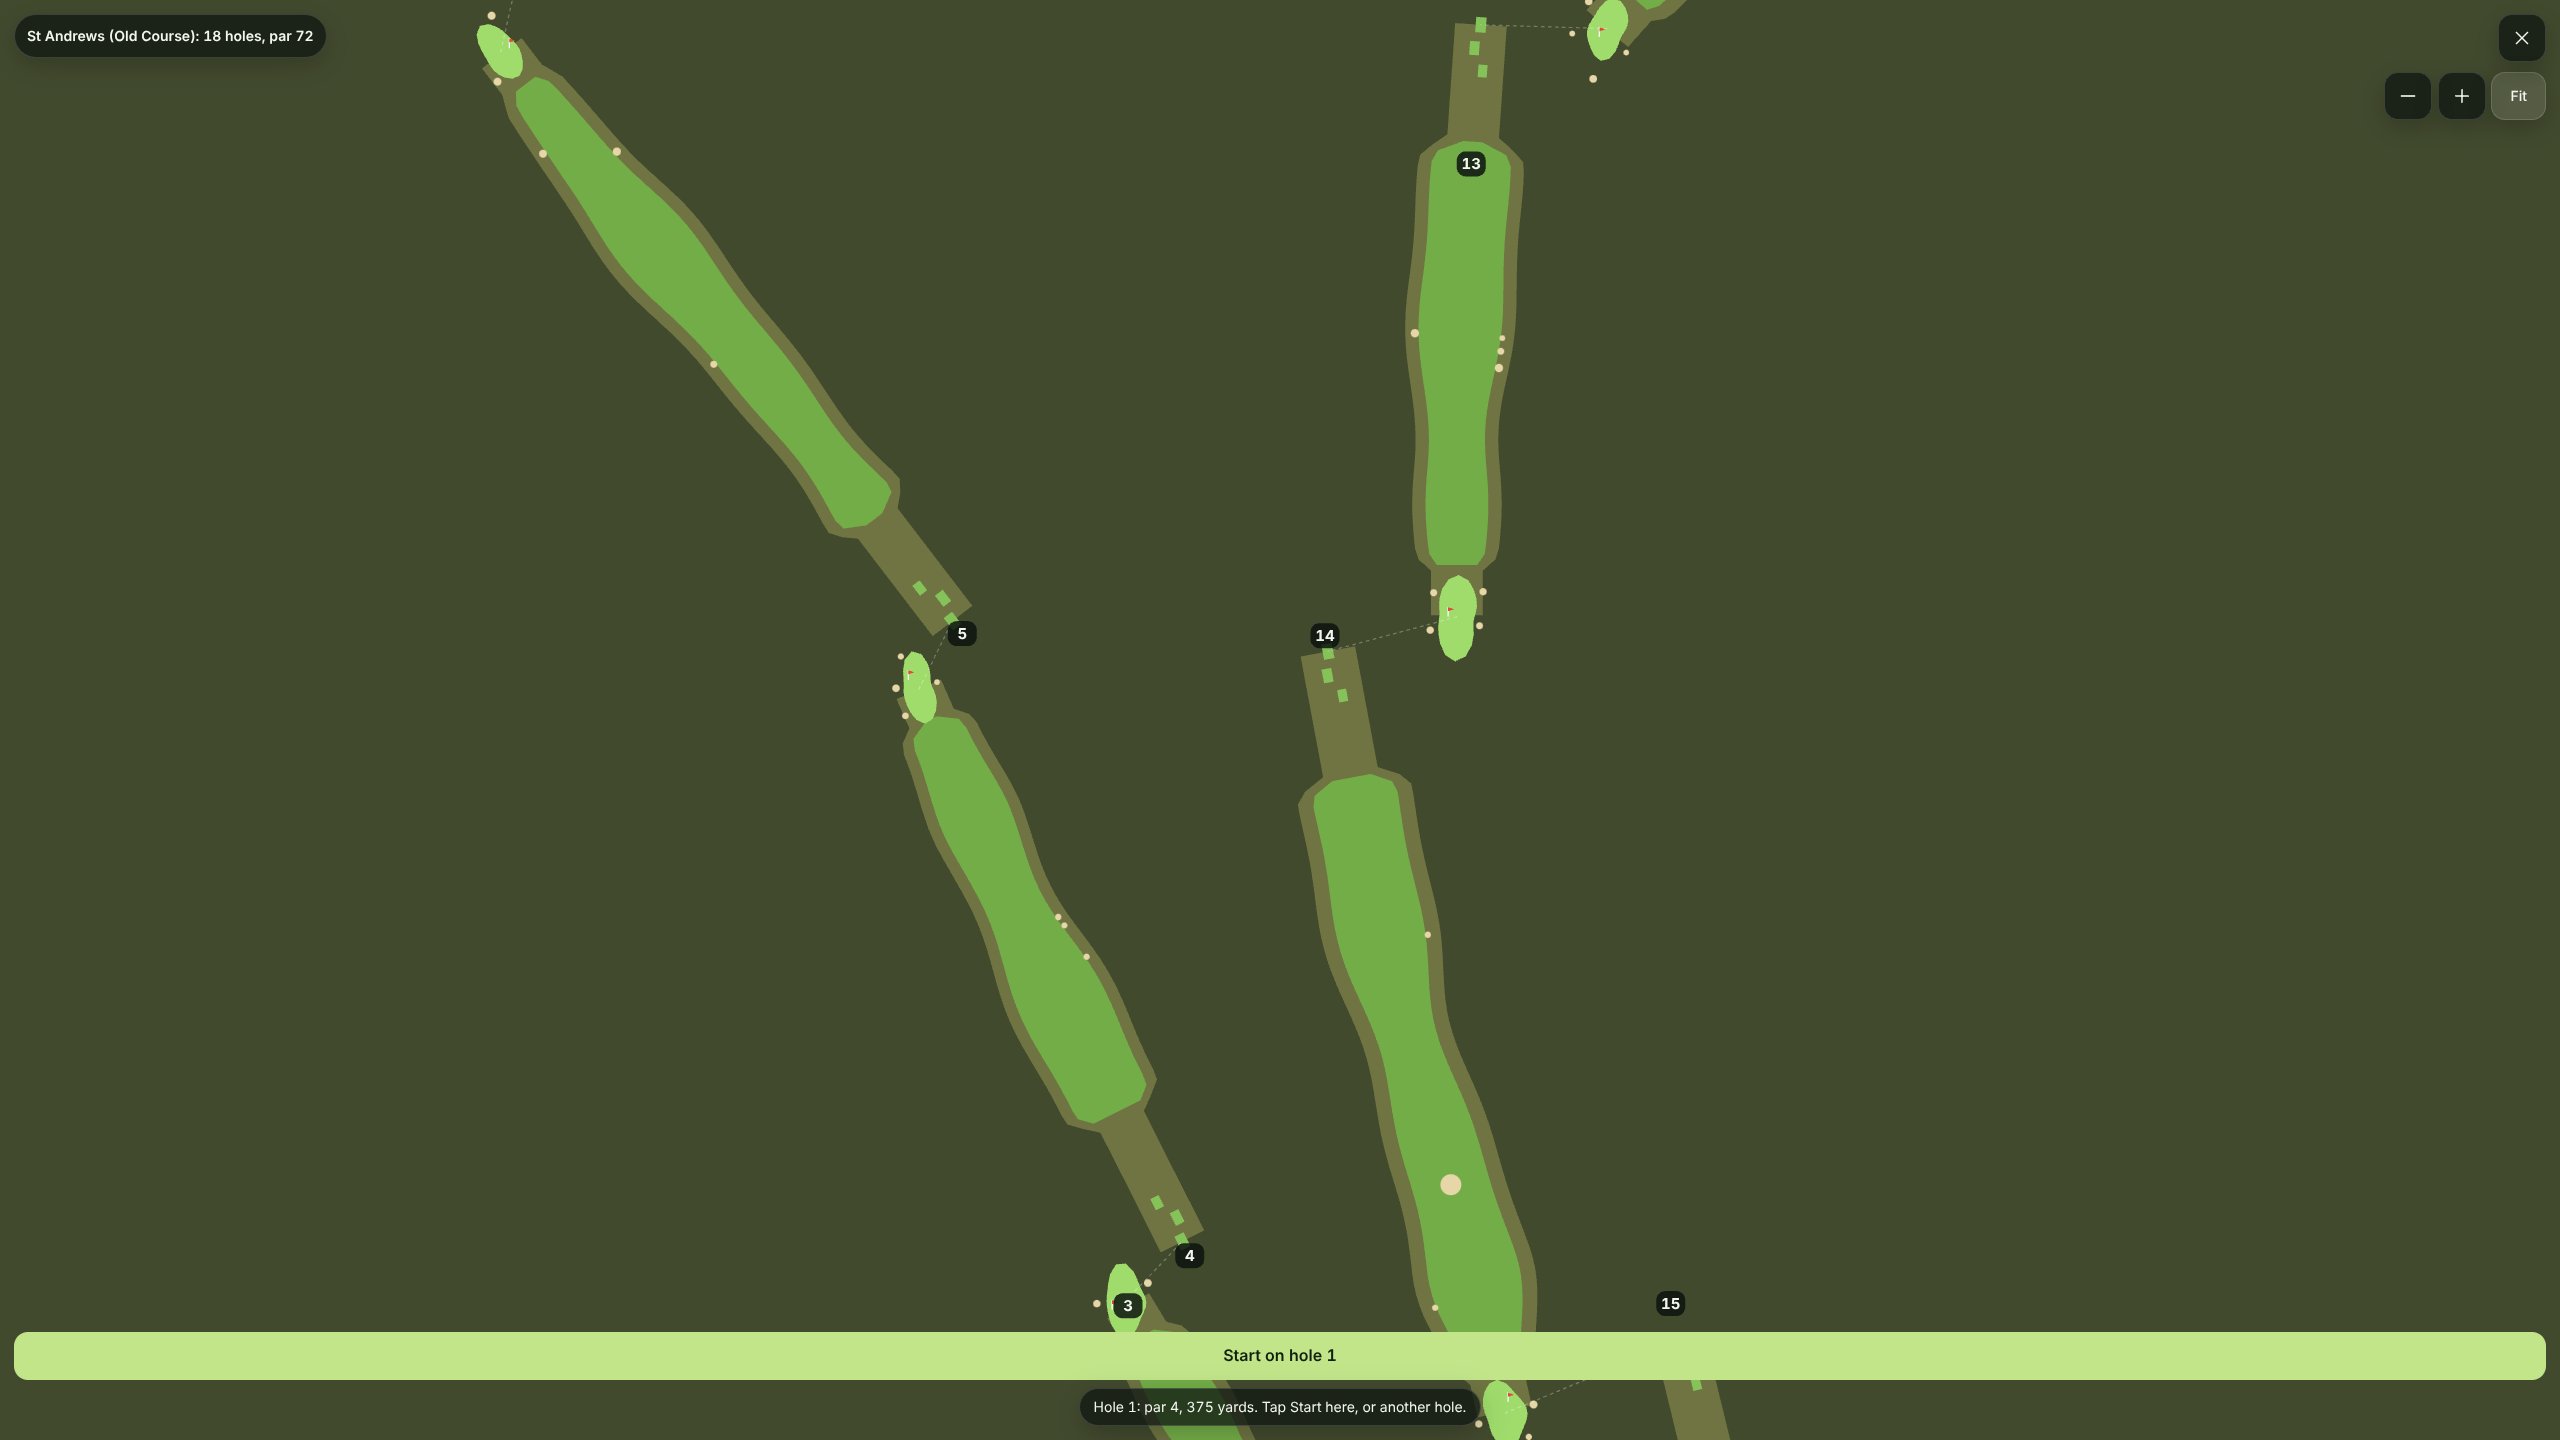 St Andrews (Old Course): 18 holes, par 72
Fit
13
5
14
4
3
15
Start on hole 1
Hole 1: par 4, 375 yards. Tap Start here, or another hole.